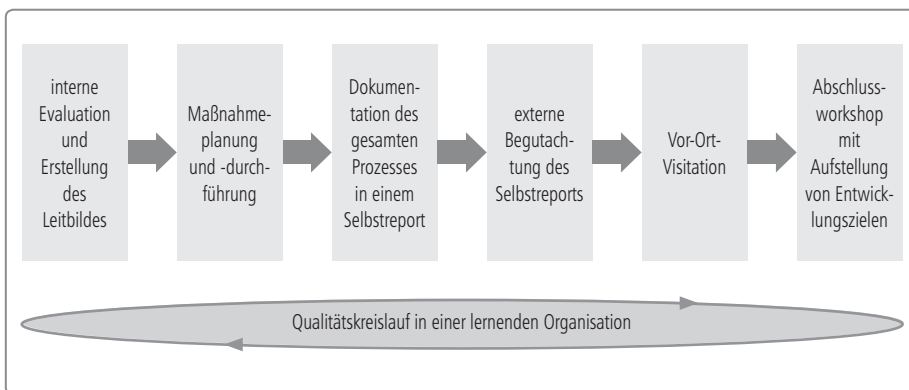 interne
Evaluation
und
Erstellung
des
Leitbildes
Maßnahme-
planung
und -durch-
führung
Dokumen-
tation des
gesamten
Prozesses
in einem
Selbstreport
externe
Begutach-
tung des
Selbstreports
Vor-Ort-
Visitation
Abschluss-
workshop
mit
Aufstellung
von Entwick-
lungszielen
Qualitätskreislauf in einer lernenden Organisation